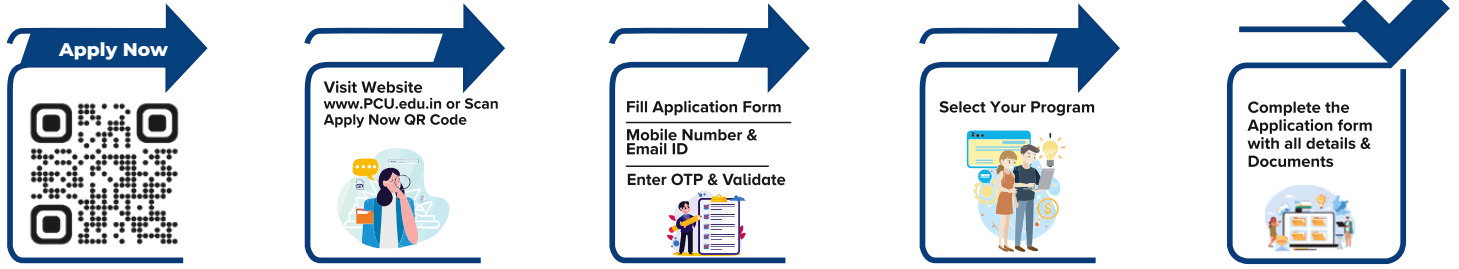 Apply Now
Visit Website
www.PCU.edu.in or Scan
Apply Now QR Code
Fill Application Form
Mobile Number &
Email ID
Enter OTP & Validate
Select Your Program
Complete the
Application form
with all details &
Documents